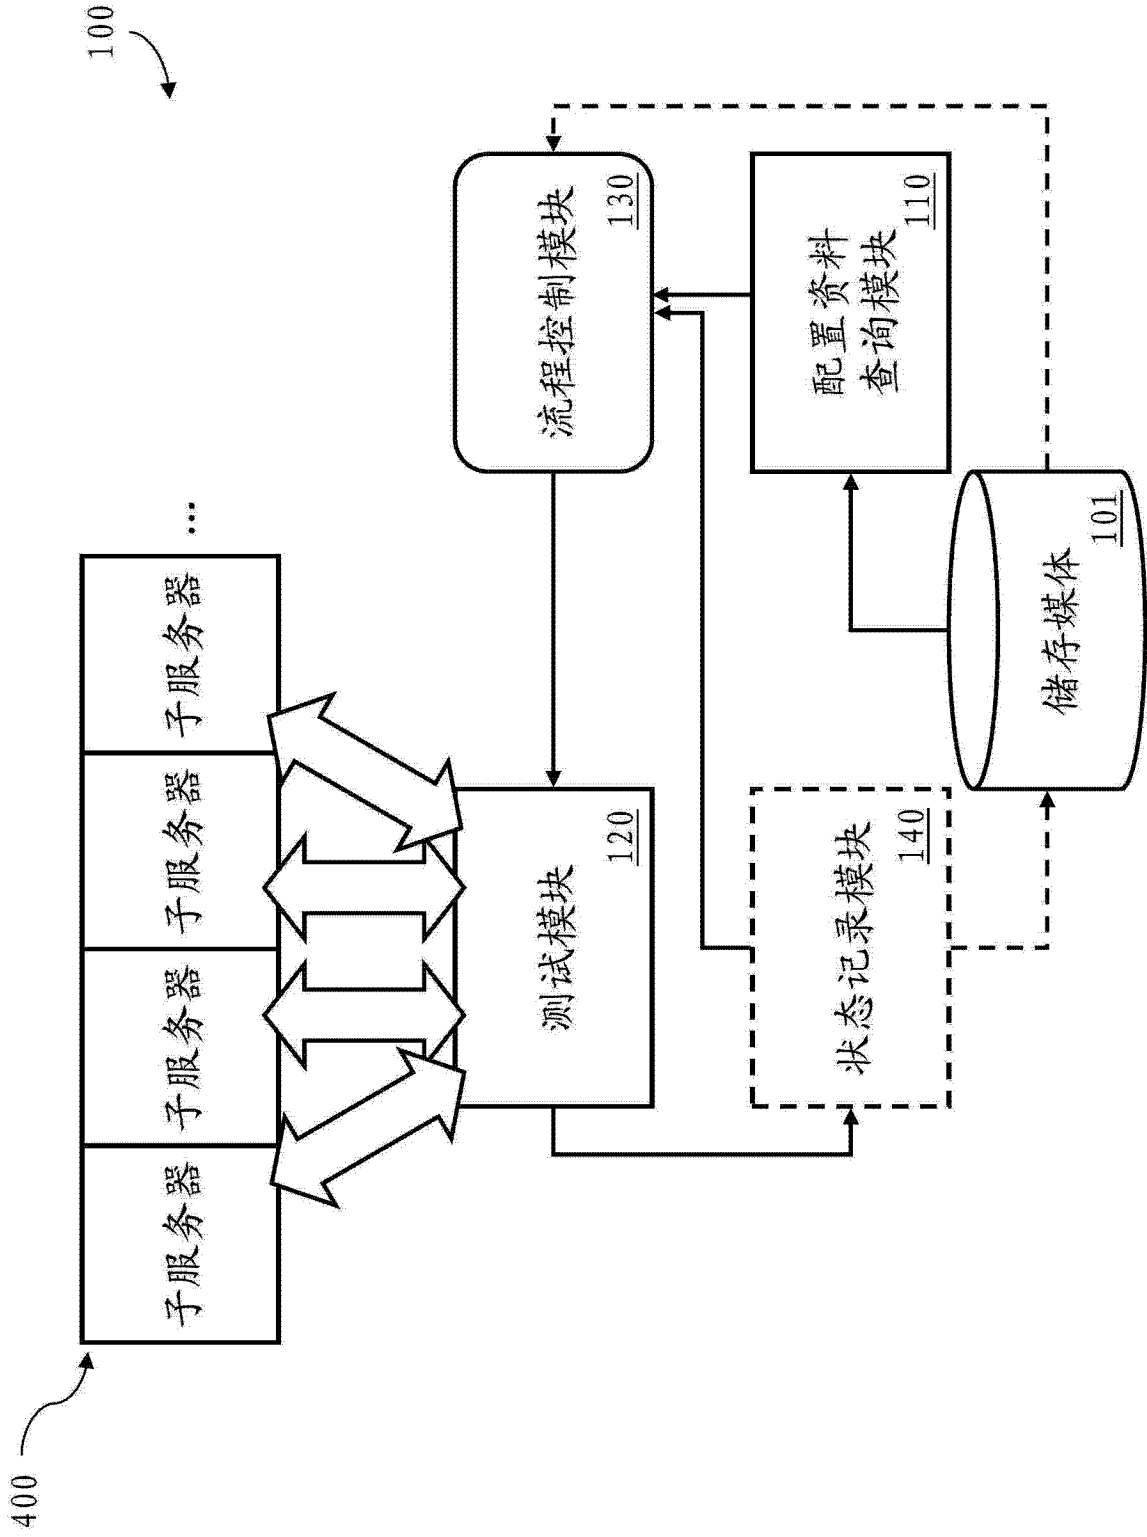 400
100
子服务器
子服务器
子服务器
子服务器
...
测试模块
120
流程控制模块
130
状态记录模块
140
配置资料
查询模块
110
储存媒体
101